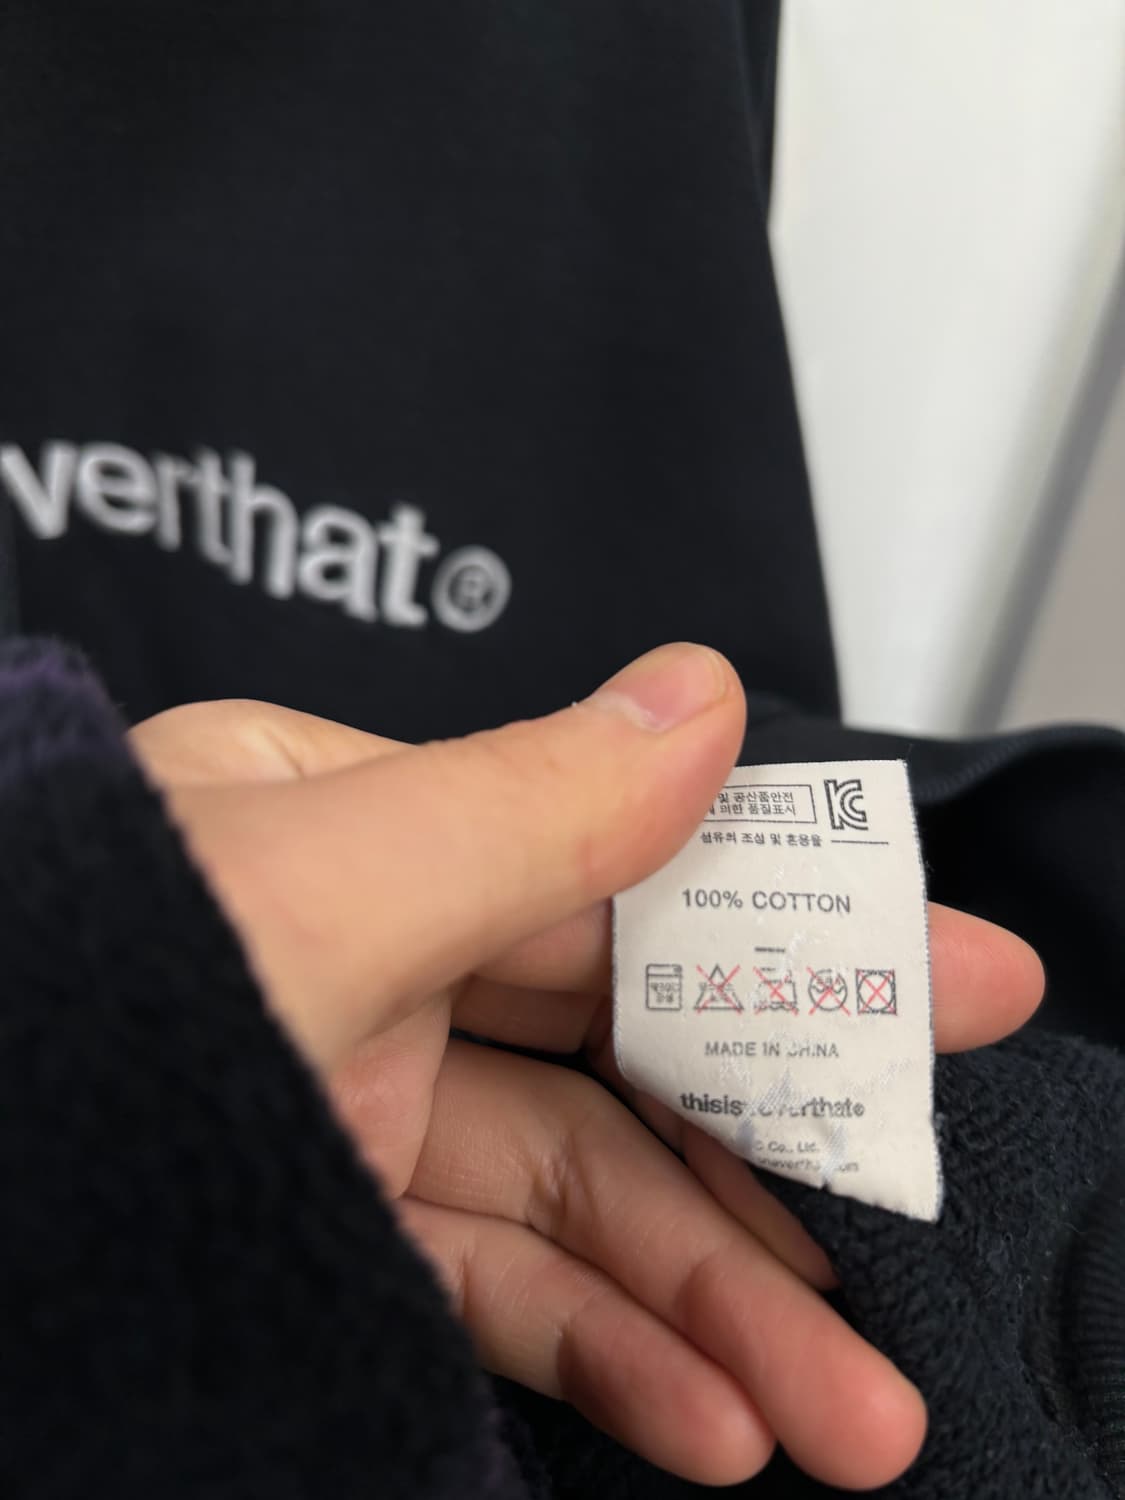 verthat®
및 공산품안전
의한 품질표시
섬유의 조성 및 혼용율
100% COTTON
MADE IN CHINA
thisisneverthat®
Co., Ltd.